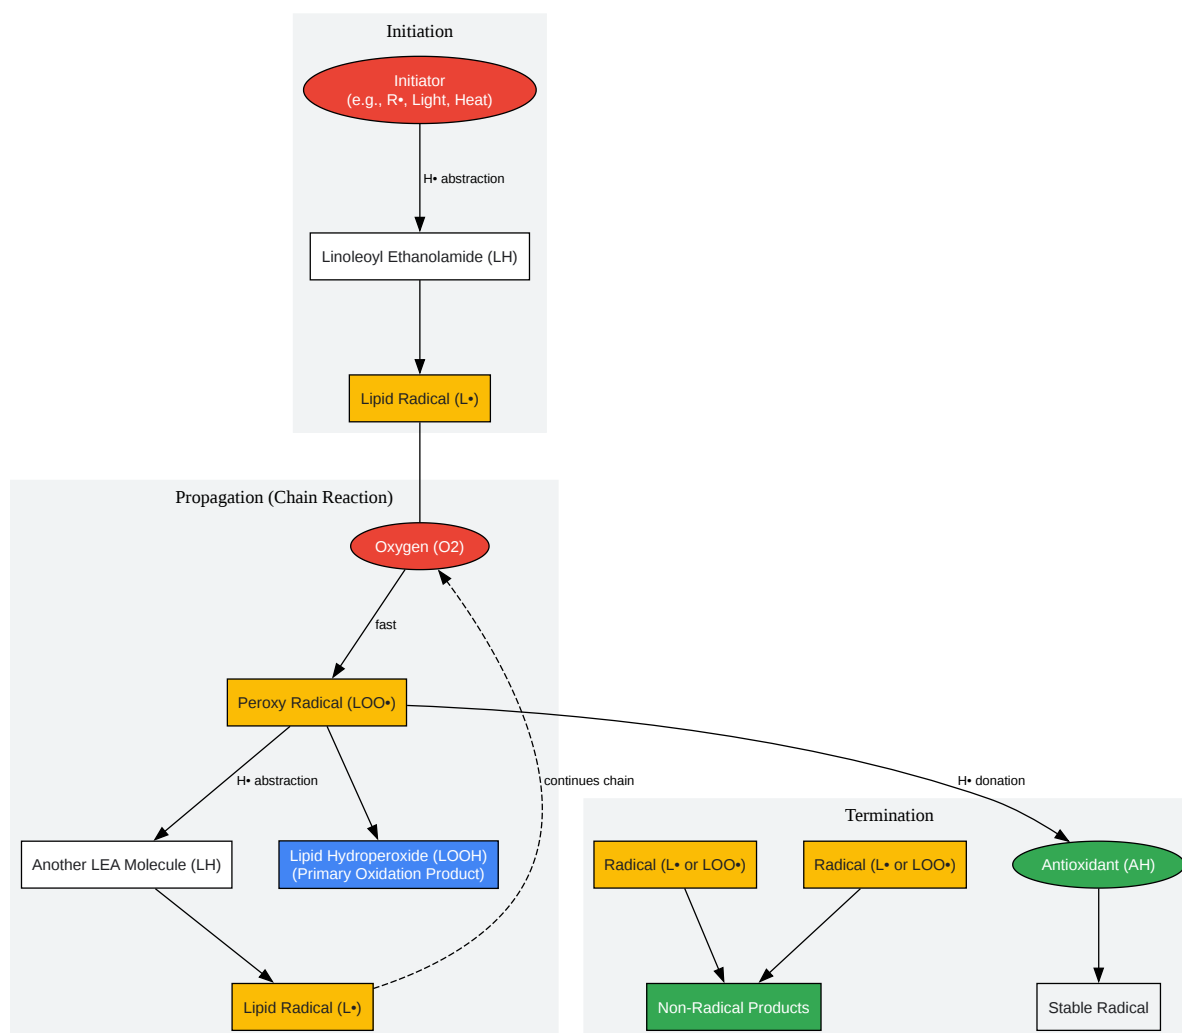 Initiation
Initiator
(e.g., R•, Light, Heat)
H• abstraction
Linoleoyl Ethanolamide (LH)
Lipid Radical (L•)
Propagation (Chain Reaction)
Oxygen (O2)
fast
Peroxy Radical (LOO•)
H• abstraction
continues chain
H• donation
Another LEA Molecule (LH)
Lipid Hydroperoxide (LOOH)
(Primary Oxidation Product)
Lipid Radical (L•)
Termination
Radical (L• or LOO•)
Radical (L• or LOO•)
Antioxidant (AH)
Non-Radical Products
Stable Radical